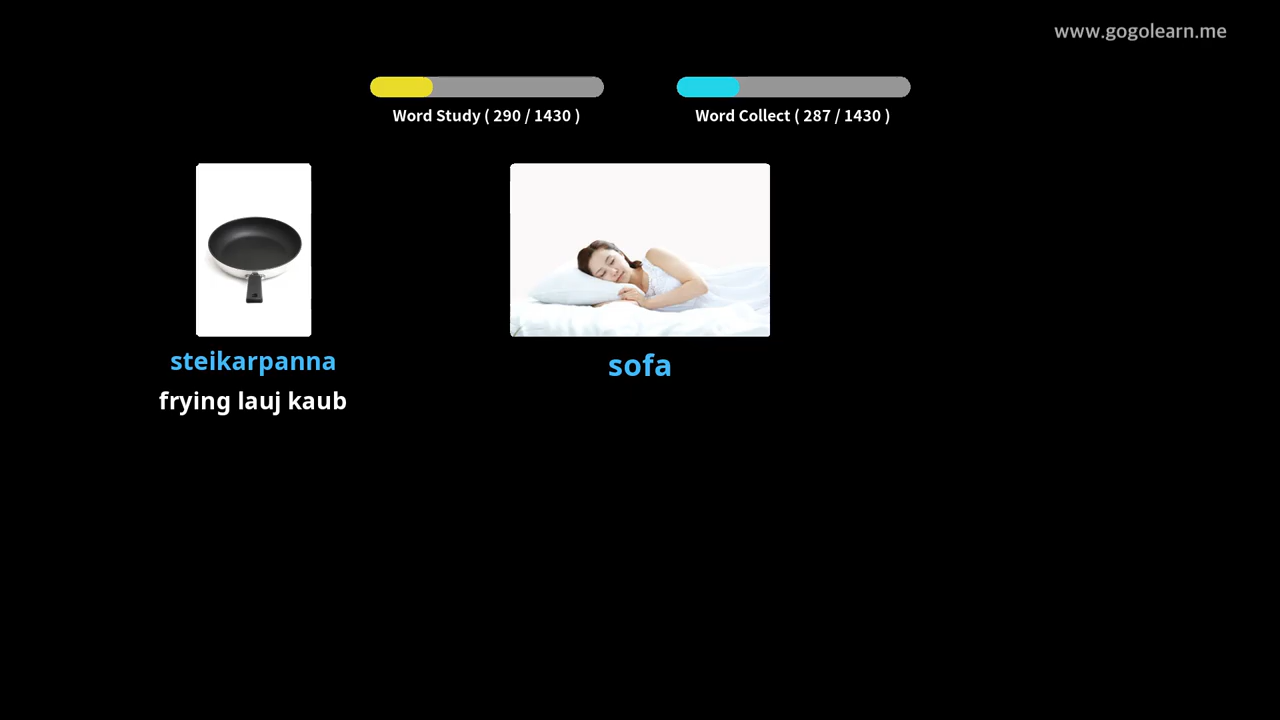 www.gogolearn.me
Word Study ( 290 / 1430 )
Word Collect ( 287 / 1430 )
steikarpanna
frying lauj kaub
sofa